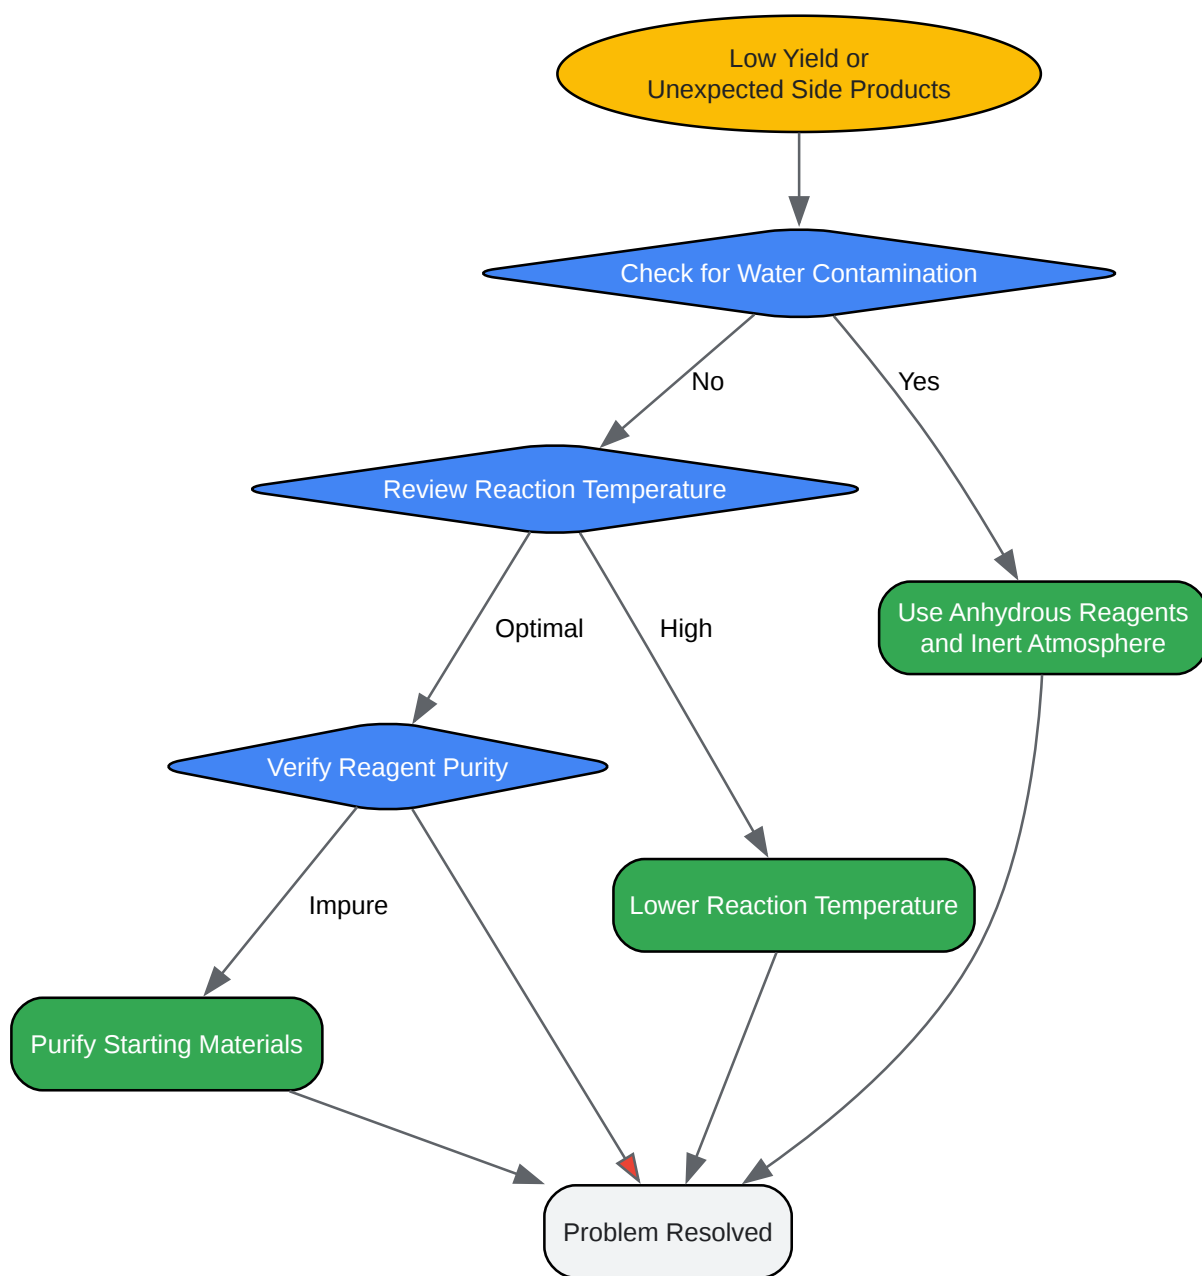 Low Yield or
Unexpected Side Products
Check for Water Contamination
No
Yes
Review Reaction Temperature
Use Anhydrous Reagents
and Inert Atmosphere
Optimal
High
Verify Reagent Purity
Impure
Lower Reaction Temperature
Purify Starting Materials
Problem Resolved